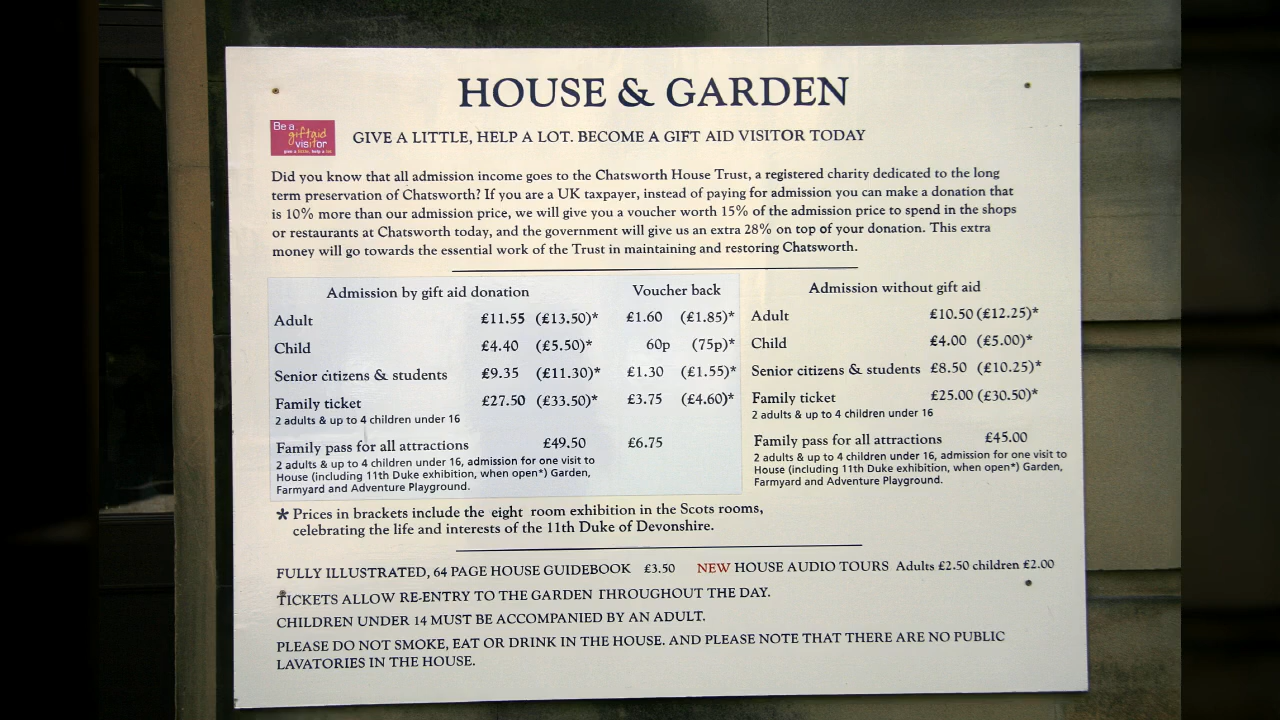 HOUSE & GARDEN
Be a
giftaid
visitor
give a little, help a lot
GIVE A LITTLE, HELP A LOT. BECOME A GIFT AID VISITOR TODAY
Did you know that all admission income goes to the Chatsworth House Trust, a registered charity dedicated to the long
term preservation of Chatsworth? If you are a UK taxpayer, instead of paying for admission you can make a donation that
is 10% more than our admission price, we will give you a voucher worth 15% of the admission price to spend in the shops
or restaurants at Chatsworth today, and the government will give us an extra 28% on top of your donation. This extra
money will go towards the essential work of the Trust in maintaining and restoring Chatsworth.
Admission by gift aid donation Voucher back
Adult £11.55 (£13.50)* £1.60 (£1.85)*
Child £4.40 (£5.50)* 60p (75p)*
Senior citizens & students £9.35 (£11.30)* £1.30 (£1.55)*
Family ticket £27.50 (£33.50)* £3.75 (£4.60)*
2 adults & up to 4 children under 16
Family pass for all attractions £49.50 £6.75
2 adults & up to 4 children under 16, admission for one visit to
House (including 11th Duke exhibition, when open*) Garden,
Farmyard and Adventure Playground.
Admission without gift aid
Adult £10.50 (£12.25)*
Child £4.00 (£5.00)*
Senior citizens & students £8.50 (£10.25)*
Family ticket £25.00 (£30.50)*
2 adults & up to 4 children under 16
Family pass for all attractions £45.00
2 adults & up to 4 children under 16, admission for one visit to
House (including 11th Duke exhibition, when open*) Garden,
Farmyard and Adventure Playground.
* Prices in brackets include the eight room exhibition in the Scots rooms,
celebrating the life and interests of the 11th Duke of Devonshire.
FULLY ILLUSTRATED, 64 PAGE HOUSE GUIDEBOOK £3.50 NEW HOUSE AUDIO TOURS Adults £2.50 children £2.00
TICKETS ALLOW RE-ENTRY TO THE GARDEN THROUGHOUT THE DAY.
CHILDREN UNDER 14 MUST BE ACCOMPANIED BY AN ADULT.
PLEASE DO NOT SMOKE, EAT OR DRINK IN THE HOUSE. AND PLEASE NOTE THAT THERE ARE NO PUBLIC
LAVATORIES IN THE HOUSE.